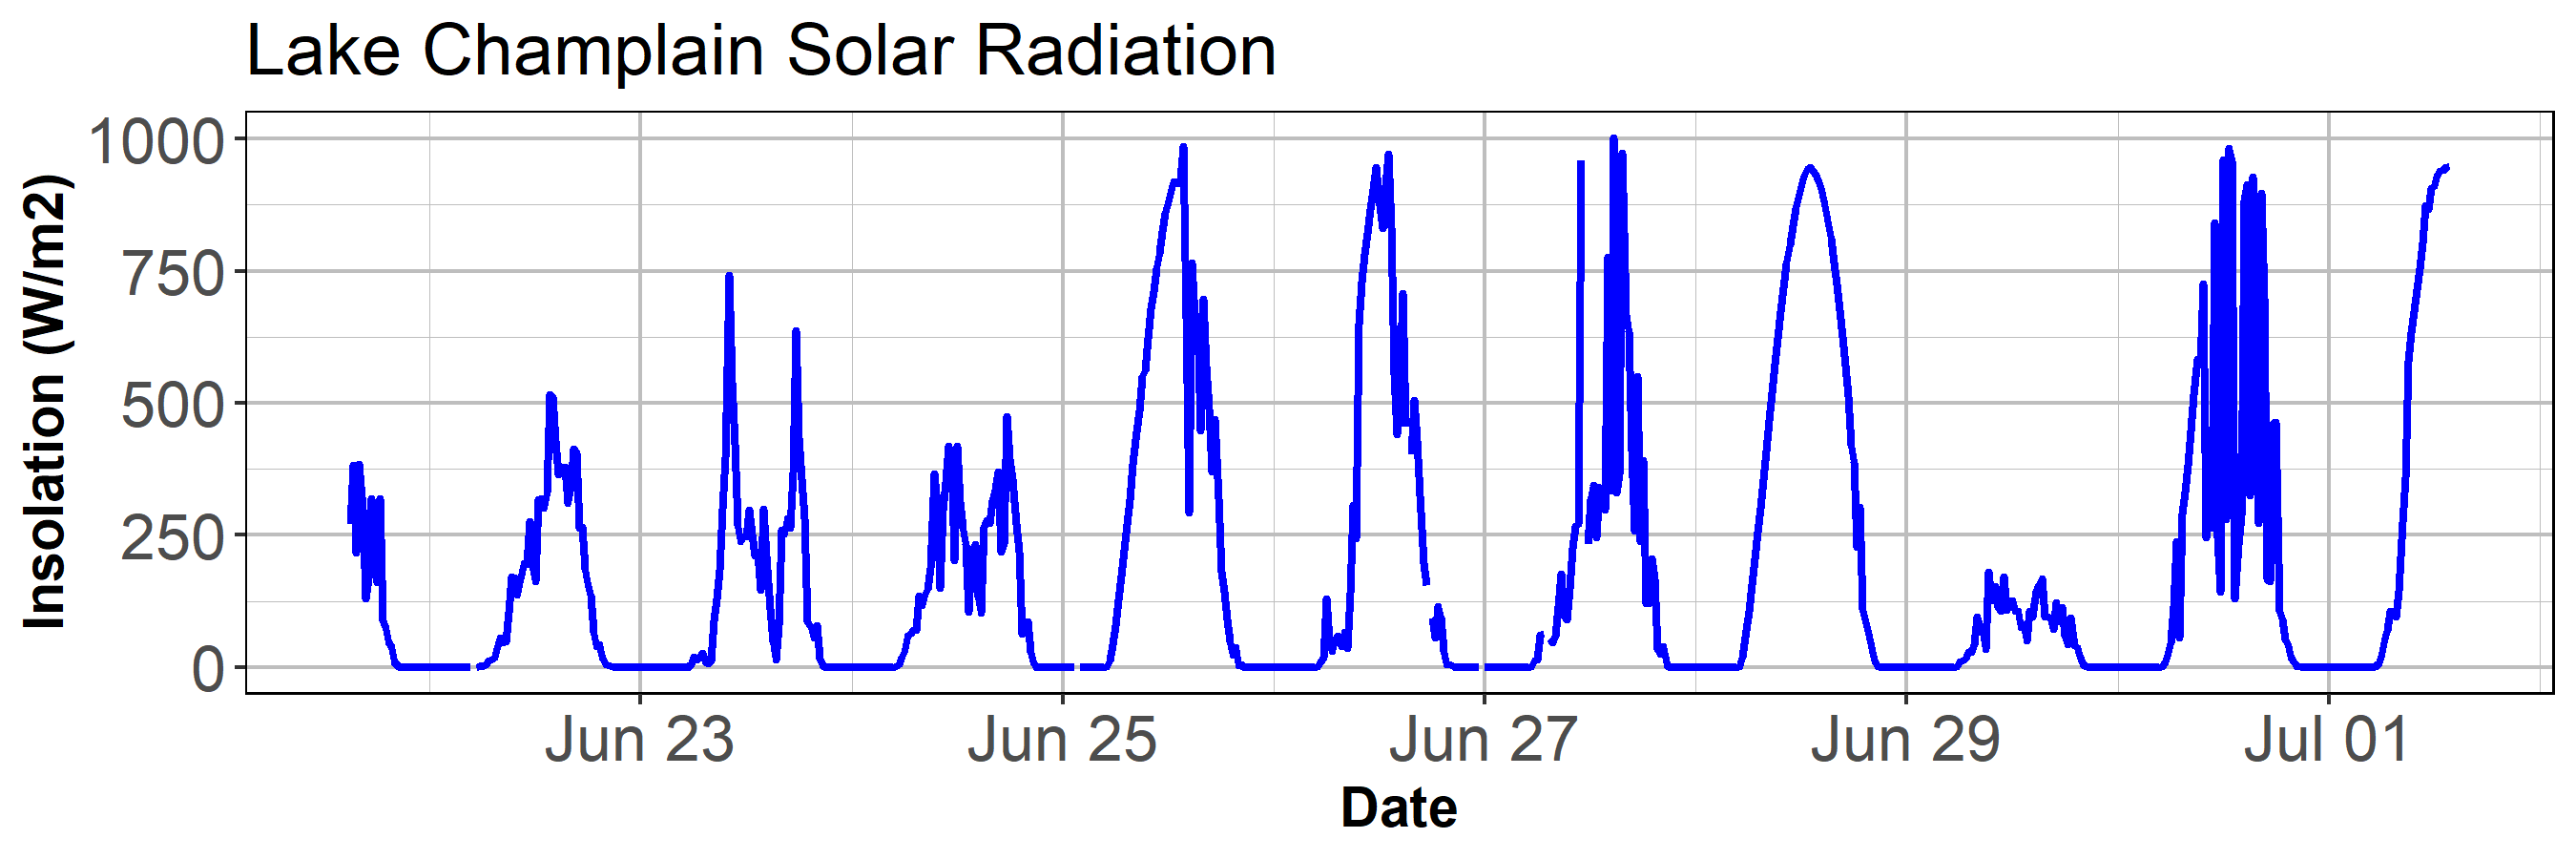 Lake Champlain Solar Radiation
Insolation (W/m2)
1000
750
500
250
0
Jun 23
Jun 25
Jun 27
Jun 29
Jul 01
Date